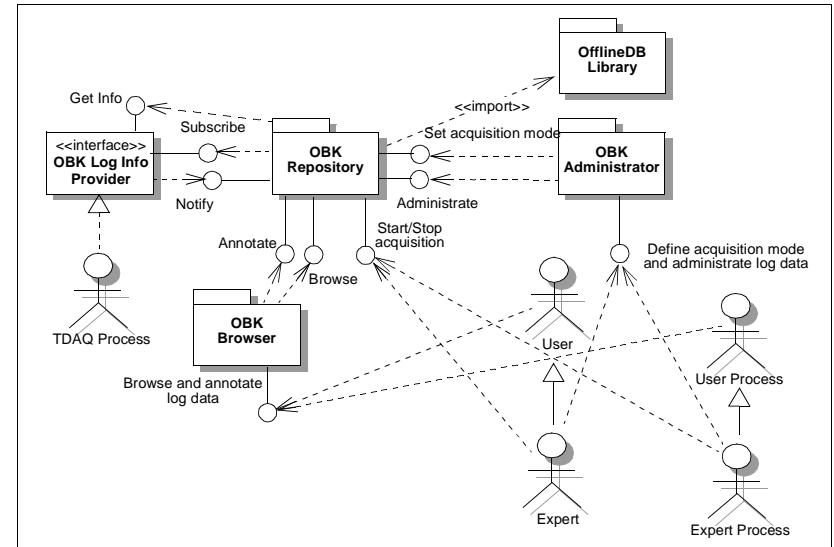 OfflineDB
Library
Get Info
<<import>>
Subscribe
Set acquisition mode
<<interface>>
OBK Log Info
Provider
OBK
Repository
OBK
Administrator
Notify
Administrate
Annotate
Start/Stop
acquisition
Browse
Define acquisition mode
and administrate log data
TDAQ Process
OBK
Browser
User
User Process
Browse and annotate
log data
Expert
Expert Process